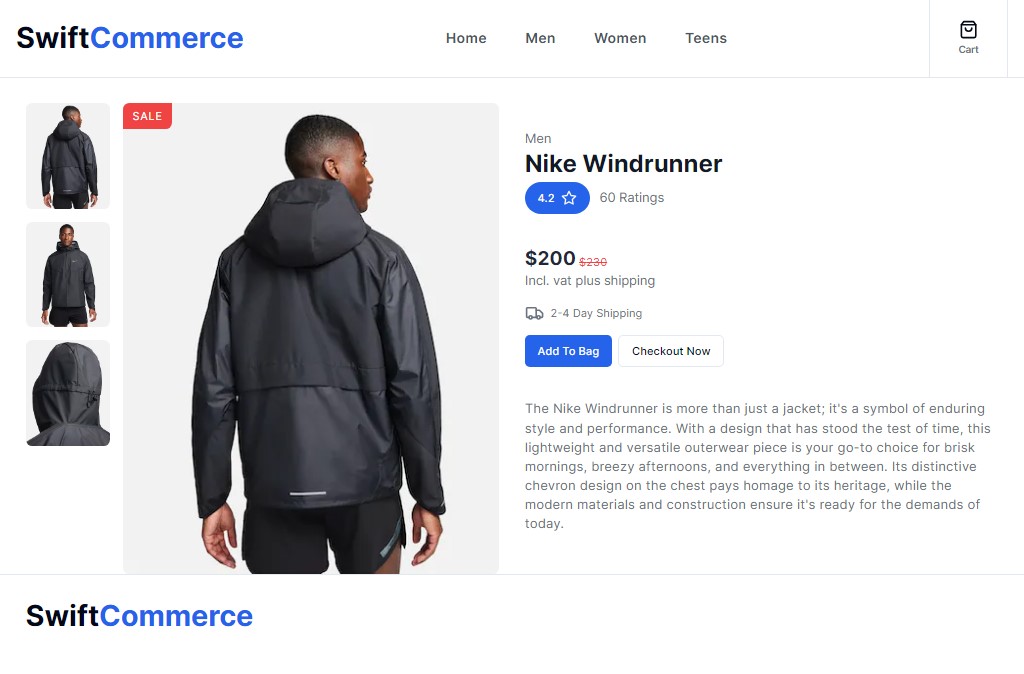 SwiftCommerce
Home
Men
Women
Teens
Cart
SALE
Men
Nike Windrunner
4.2
60 Ratings
$200 $230
Incl. vat plus shipping
2-4 Day Shipping
Add To Bag
Checkout Now
The Nike Windrunner is more than just a jacket; it's a symbol of enduring
style and performance. With a design that has stood the test of time, this
lightweight and versatile outerwear piece is your go-to choice for brisk
mornings, breezy afternoons, and everything in between. Its distinctive
chevron design on the chest pays homage to its heritage, while the
modern materials and construction ensure it's ready for the demands of
today.
SwiftCommerce